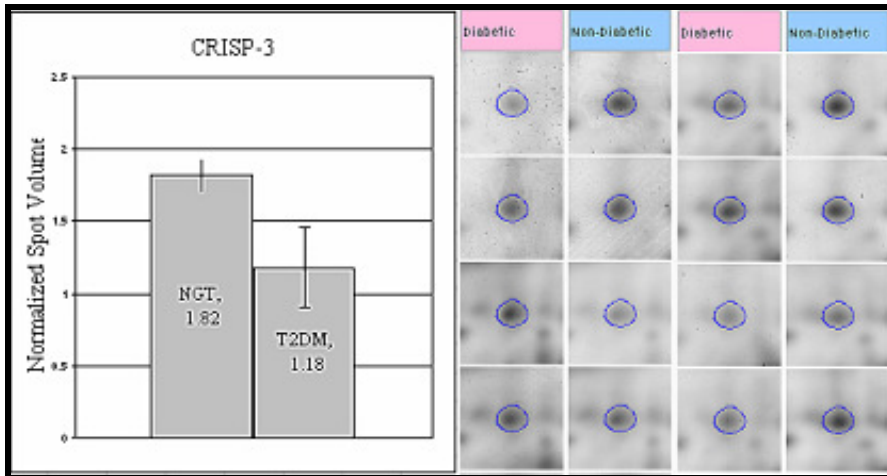 CRISP-3
Normalized Spot Volume
2.5
2
1.5
1
0.5
0
NGT,
1.82
T2DM,
1.18
Diabetic
Non-Diabetic
Diabetic
Non-Diabetic